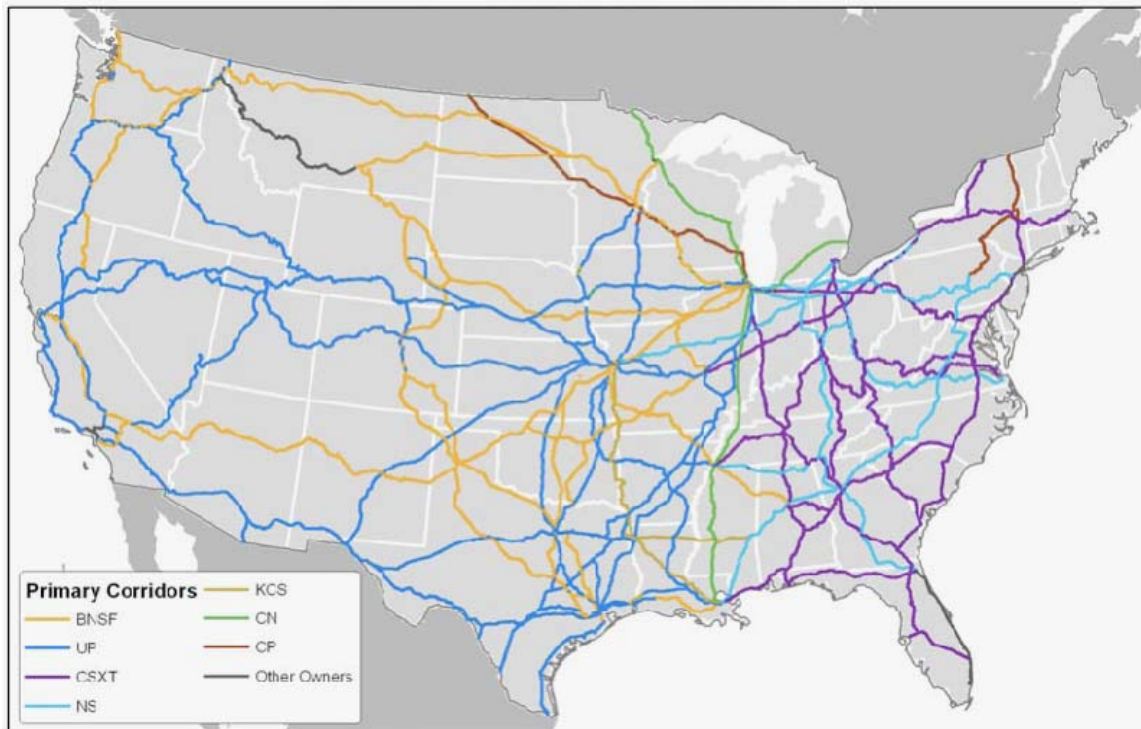 Primary Corridors
BNSF
UP
CSXT
NS
KCS
CN
CP
Other Owners